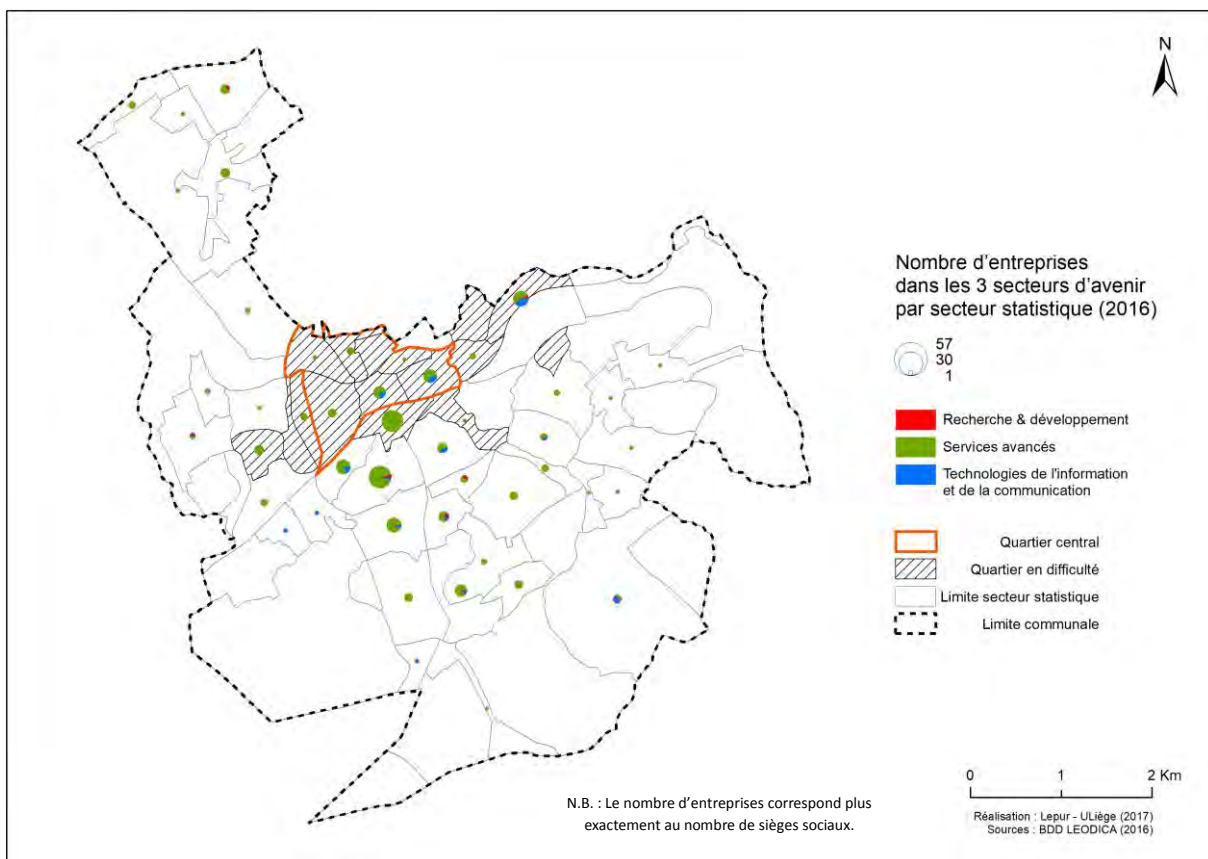 N
Nombre d'entreprises
dans les 3 secteurs d'avenir
par secteur statistique (2016)
57
30
1
Recherche & développement
Services avancés
Technologies de l'information
et de la communication
Quartier central
Quartier en difficulté
Limite secteur statistique
Limite communale
0 1 2 Km
N.B. : Le nombre d'entreprises correspond plus
exactement au nombre de sièges sociaux.
Réalisation : Lepur - ULiège (2017)
Sources : BDD LEODICA (2016)